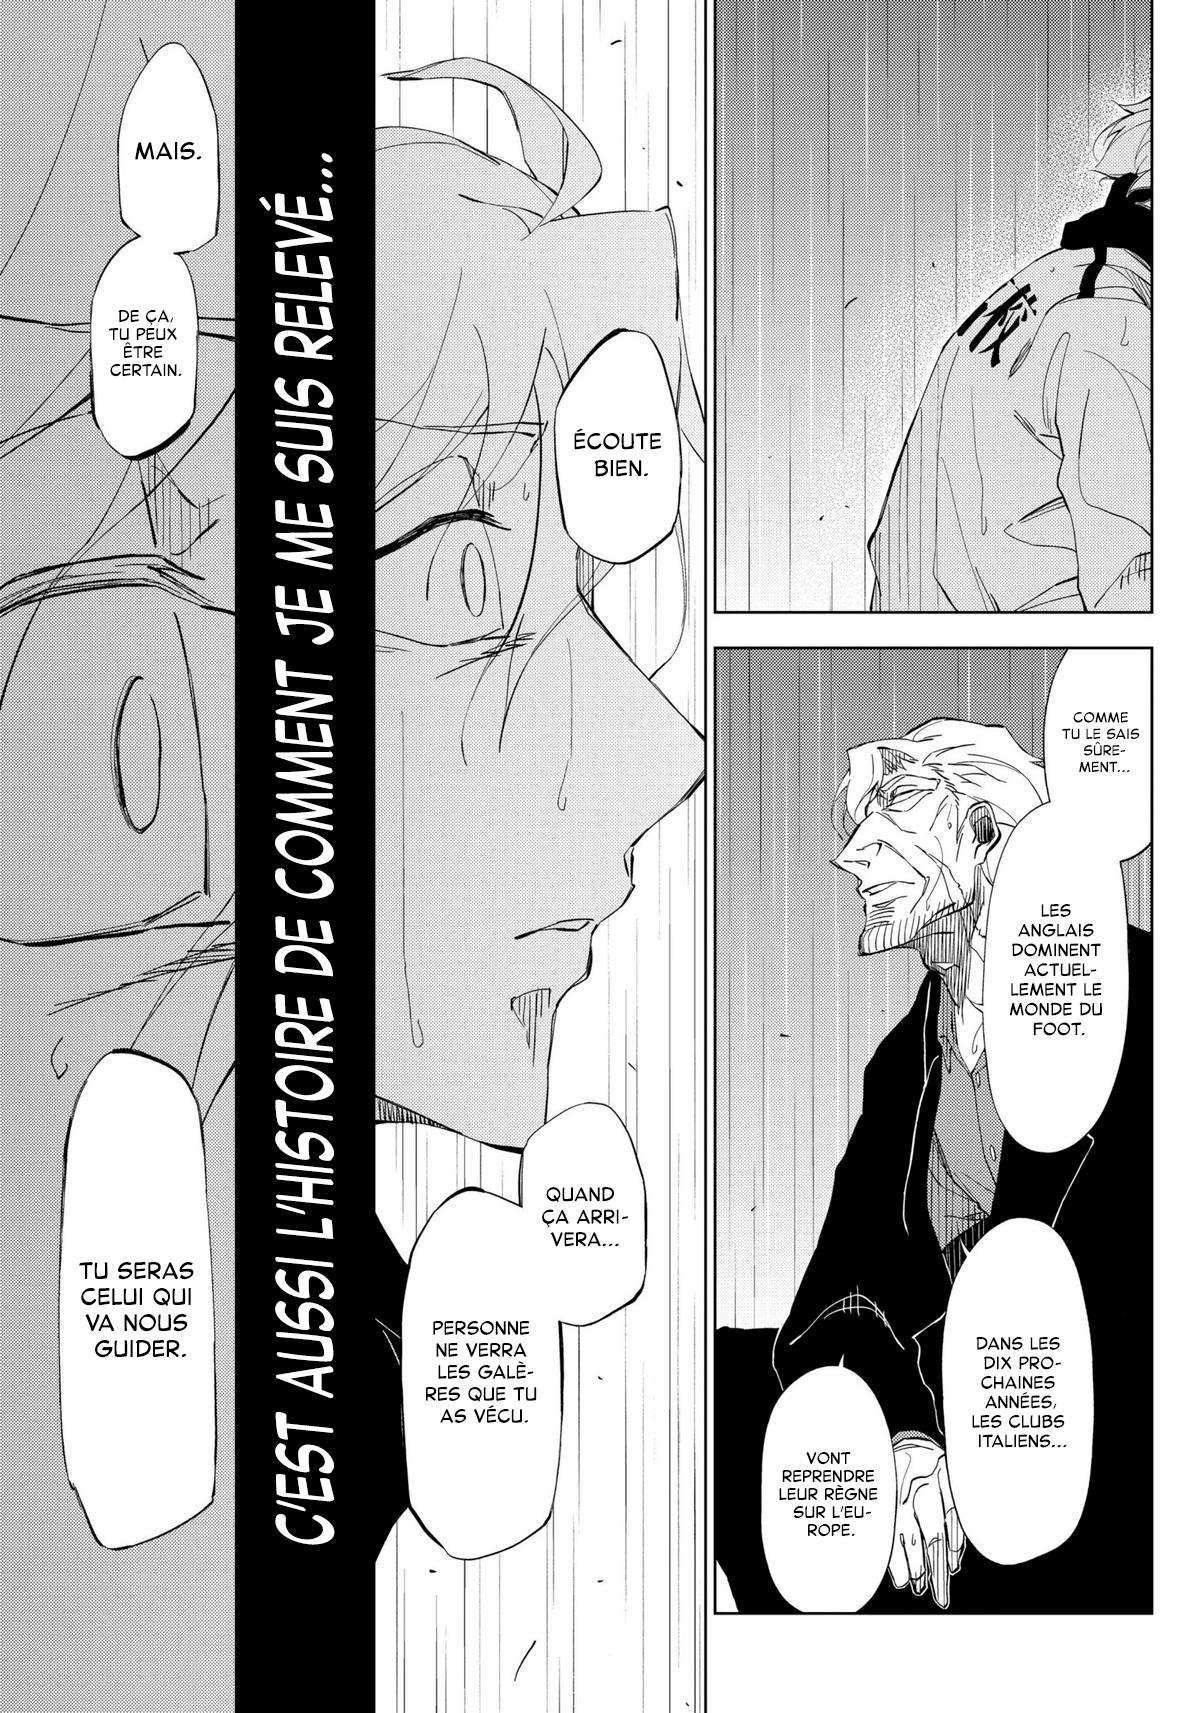 COMME
TU LE SAIS
SÛRE-
MENT...
LES
ANGLAIS
DOMINENT
ACTUEL-
LEMENT LE
MONDE DU
FOOT.
DANS LES
DIX PRO-
CHAINES
ANNÉES,
LES CLUBS
ITALIENS...
VONT
REPRENDRE
LEUR RÈGNE
SUR L'EU-
ROPE.
ÉCOUTE
BIEN.
QUAND
ÇA ARRI-
VERA...
PERSONNE
NE VERRA
LES GALÈ-
RES QUE TU
AS VÉCU.
C'EST AUSSI L'HISTOIRE DE COMMENT JE ME SUIS RELEVÉ...
MAIS.
DE ÇA,
TU PEUX
ÊTRE
CERTAIN.
TU SERAS
CELUI QUI
VA NOUS
GUIDER.